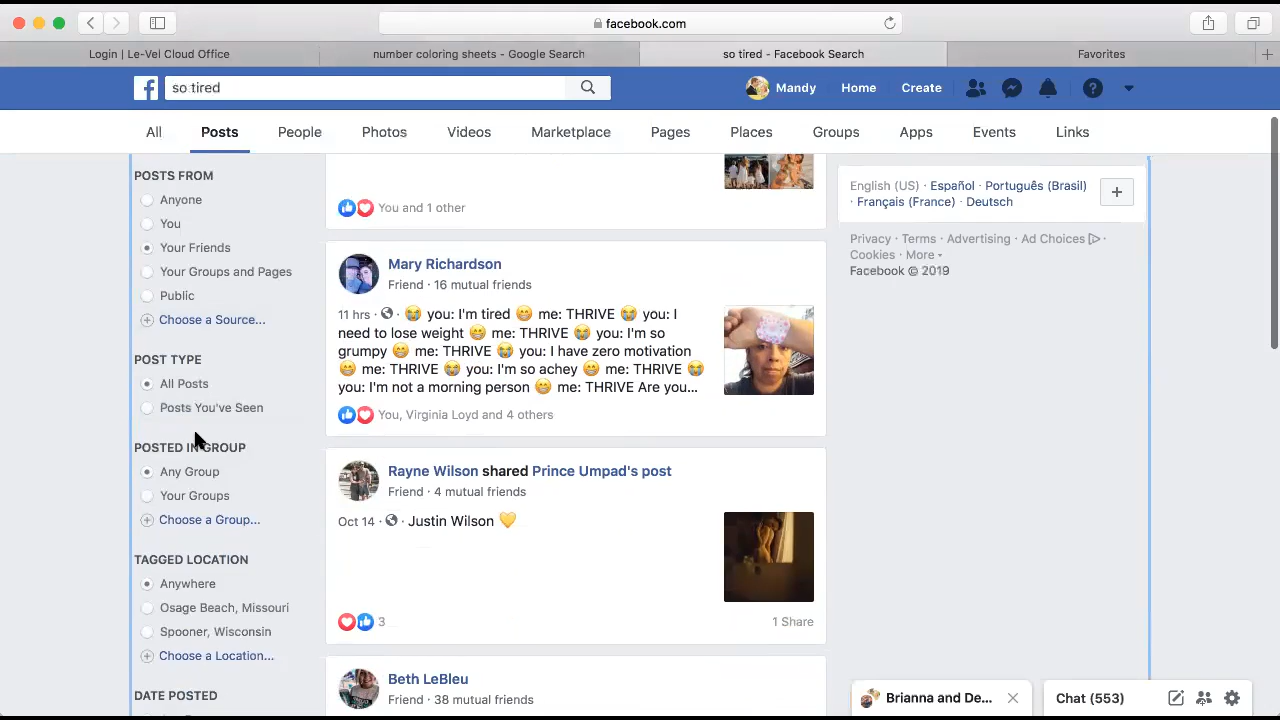 facebook.com
Login | Le-Vel Cloud Office
number coloring sheets - Google Search
so tired - Facebook Search
Favorites
so tired
Mandy
Home
Create
All
Posts
People
Photos
Videos
Marketplace
Pages
Places
Groups
Apps
Events
Links
POSTS FROM
Anyone
You
Your Friends
Your Groups and Pages
Public
Choose a Source...
POST TYPE
All Posts
Posts You've Seen
POSTED IN GROUP
Any Group
Your Groups
Choose a Group...
TAGGED LOCATION
Anywhere
Osage Beach, Missouri
Spooner, Wisconsin
Choose a Location...
DATE POSTED
You and 1 other
Mary Richardson
Friend · 16 mutual friends
11 hrs · · 😭 you: I'm tired 😁 me: THRIVE 😭 you: I
need to lose weight 😁 me: THRIVE 😭 you: I'm so
grumpy 😁 me: THRIVE 😭 you: I have zero motivation
😁 me: THRIVE 😭 you: I'm so achey 😁 me: THRIVE 😭
you: I'm not a morning person 😁 me: THRIVE Are you...
You, Virginia Loyd and 4 others
Rayne Wilson shared Prince Umpad's post
Friend · 4 mutual friends
Oct 14 · · Justin Wilson 💛
3
1 Share
Beth LeBleu
Friend · 38 mutual friends
English (US) · Español · Português (Brasil)
· Français (France) · Deutsch
Privacy · Terms · Advertising · Ad Choices ·
Cookies · More
Facebook © 2019
Brianna and De...
Chat (553)